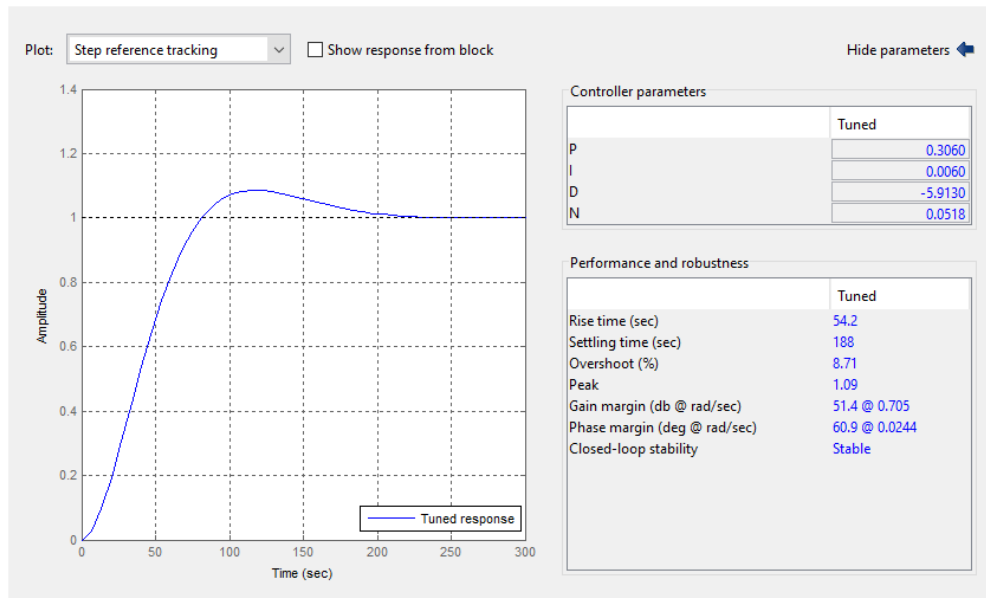 Plot: Step reference tracking Show response from block Hide parameters
1.4
1.2
1
0.8
0.6
0.4
0.2
0
Amplitude
0 50 100 150 200 250 300
Time (sec)
Tuned response
Controller parameters
Tuned
P 0.3060
I 0.0060
D -5.9130
N 0.0518
Performance and robustness
Tuned
Rise time (sec) 54.2
Settling time (sec) 188
Overshoot (%) 8.71
Peak 1.09
Gain margin (db @ rad/sec) 51.4 @ 0.705
Phase margin (deg @ rad/sec) 60.9 @ 0.0244
Closed-loop stability Stable